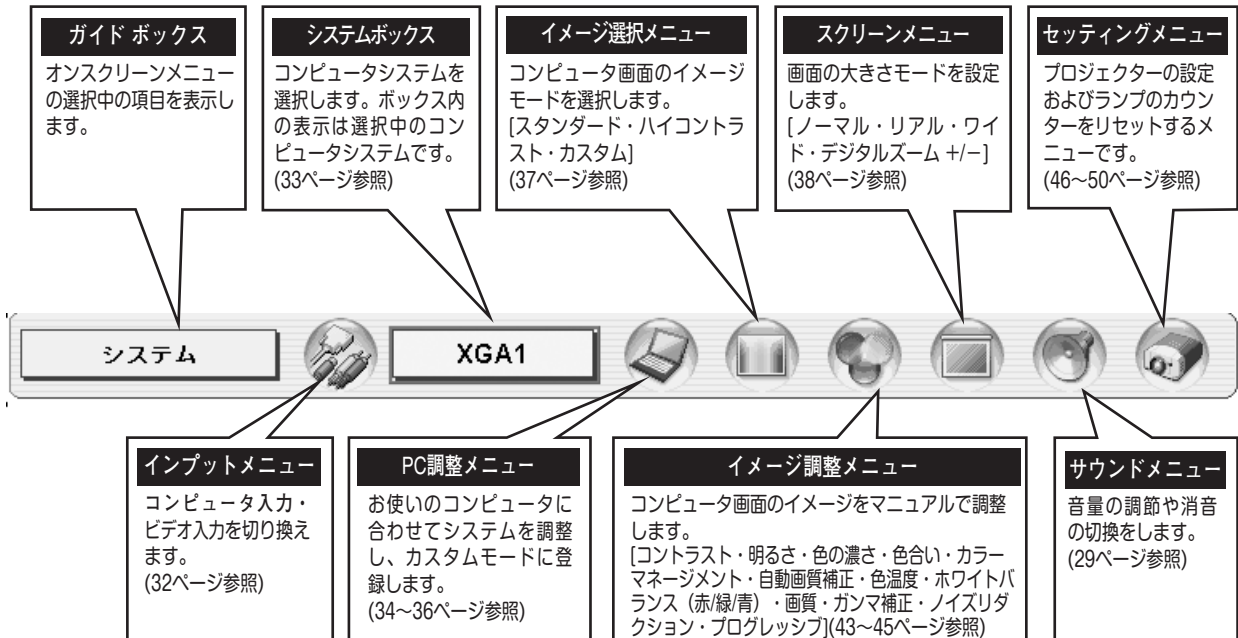 ガイド ボックス
オンスクリーンメニュー
の選択中の項目を表示し
ます。
システムボックス
コンピュータシステムを
選択します。ボックス内
の表示は選択中のコン
ピュータシステムです。
(33ページ参照)
イメージ選択メニュー
コンピュータ画面のイメージ
モードを選択します。
[スタンダード・ハイコントラ
スト・カスタム]
(37ページ参照)
スクリーンメニュー
画面の大きさモードを設定
します。
[ノーマル・リアル・ワイ
ド・デジタルズーム +/−]
(38ページ参照)
セッティングメニュー
プロジェクターの設定
およびランプのカウン
ターをリセットするメ
ニューです。
(46〜50ページ参照)
システム
XGA1
インプットメニュー
コンピュータ入力・
ビデオ入力を切り換え
ます。
(32ページ参照)
PC調整メニュー
お使いのコンピュータに
合わせてシステムを調整
し、カスタムモードに登
録します。
(34〜36ページ参照)
イメージ調整メニュー
コンピュータ画面のイメージをマニュアルで調整
します。
[コントラスト・明るさ・色の濃さ・色合い・カラー
マネージメント・自動画質補正・色温度・ホワイトバ
ランス（赤/緑/青）・画質・ガンマ補正・ノイズリダ
クション・プログレッシブ](43〜45ページ参照)
サウンドメニュー
音量の調節や消音
の切換をします。
(29ページ参照)